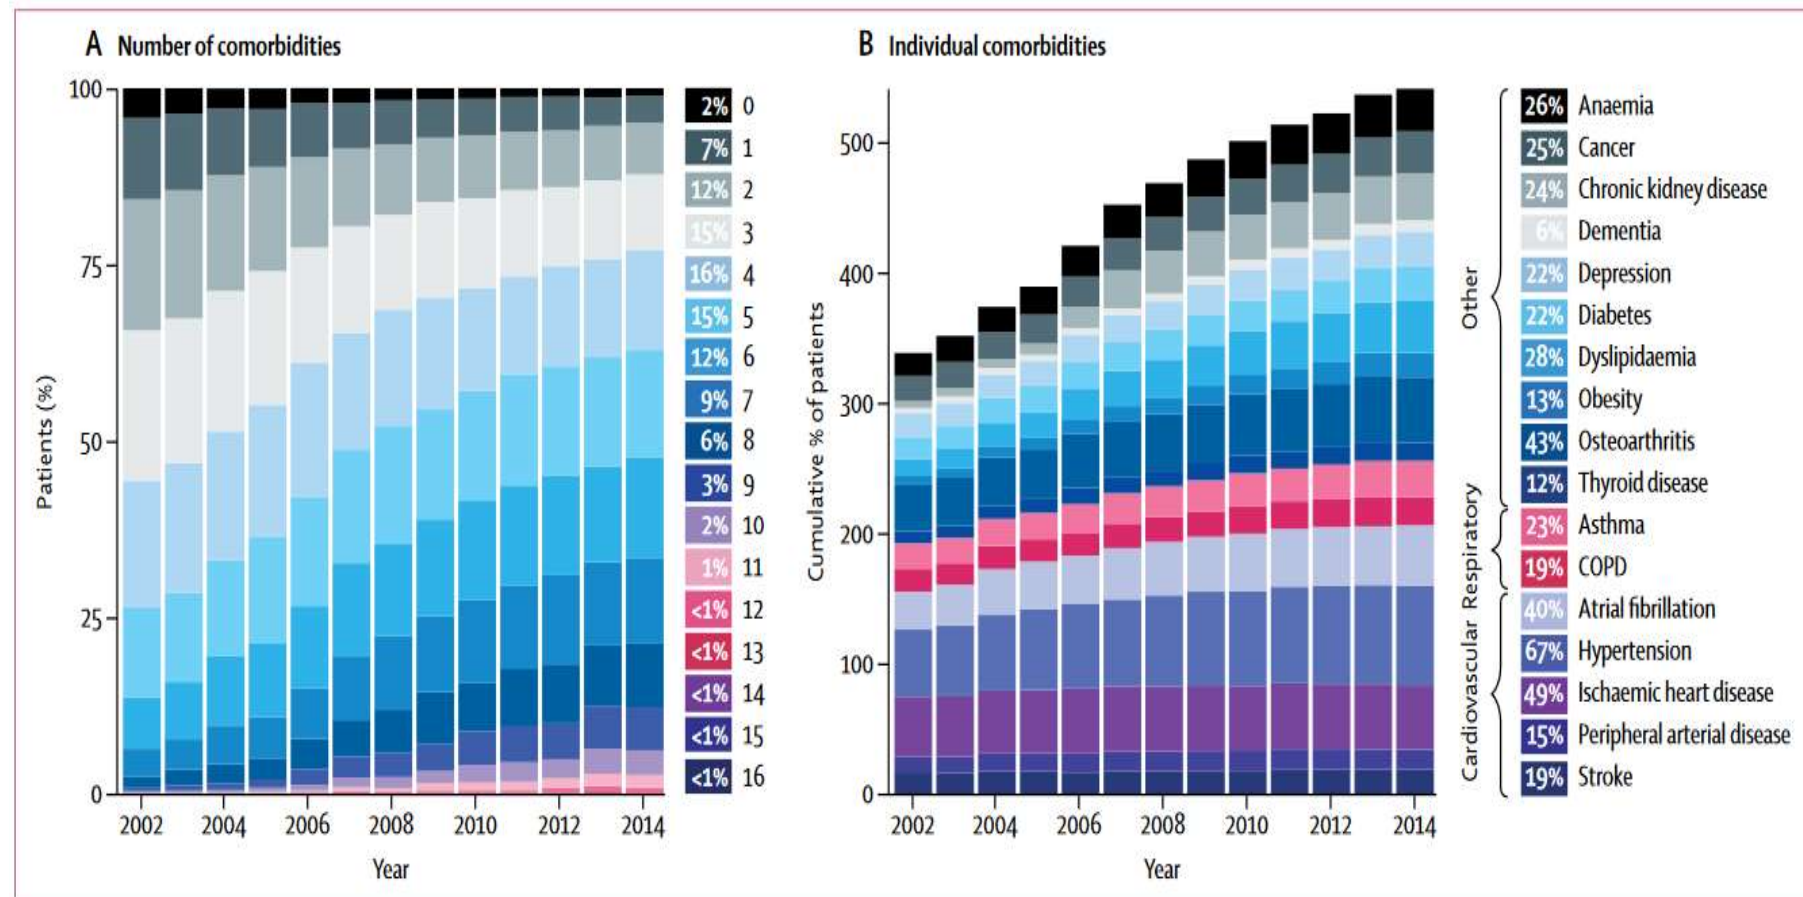 A Number of comorbidities
100
75
50
25
0
Patients (%)
2002 2004 2006 2008 2010 2012 2014
Year
2% 0
7% 1
12% 2
15% 3
16% 4
15% 5
12% 6
9% 7
6% 8
3% 9
2% 10
1% 11
<1% 12
<1% 13
<1% 14
<1% 15
<1% 16
B Individual comorbidities
500
400
300
200
100
0
Cumulative % of patients
2002 2004 2006 2008 2010 2012 2014
Year
Other
26% Anaemia
25% Cancer
24% Chronic kidney disease
6% Dementia
22% Depression
22% Diabetes
28% Dyslipidaemia
13% Obesity
43% Osteoarthritis
12% Thyroid disease
Respiratory
23% Asthma
19% COPD
Cardiovascular
40% Atrial fibrillation
67% Hypertension
49% Ischaemic heart disease
15% Peripheral arterial disease
19% Stroke